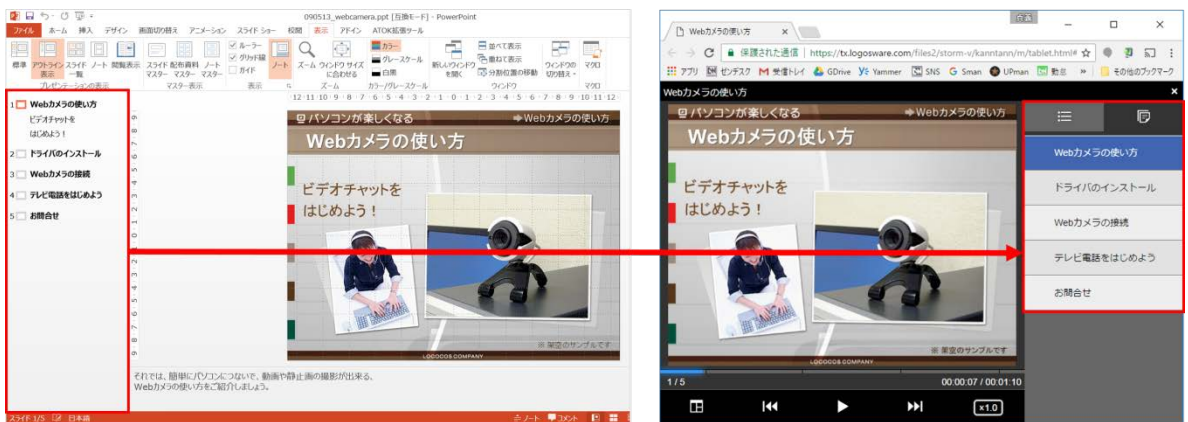 090513_webcamera.ppt [互換モード] - PowerPoint
ファイル ホーム 挿入 デザイン 画面切り替え アニメーション スライド ショー 校閲 表示 アドイン ATOK拡張ツール
標準 アウトライン表示 スライド一覧 ノート 閲覧表示
スライド マスター 配布資料 マスター ノート マスター
ルーラー
グリッド線
ガイド
ノート
ズーム ウィンドウ サイズに合わせる
カラー
グレースケール
白黒
新しいウィンドウを開く
並べて表示
重ねて表示
分割位置の移動
ウィンドウの切り替え
マクロ
プレゼンテーションの表示 マスター表示 表示 ズーム カラー/グレースケール ウィンドウ マクロ
1 Webカメラの使い方
ビデオチャットを
はじめよう!
2 ドライバのインストール
3 Webカメラの接続
4 テレビ電話をはじめよう
5 お問合せ
12 11 10 9 8 7 6 5 4 3 2 1 0 1 2 3 4 5 6 7 8 9 10 11 12
パソコンが楽しくなる
Webカメラの使い方
Webカメラの使い方
ビデオチャットを
はじめよう!
※ 架空のサンプルです
LOGOCOS COMPANY
それでは、簡単にパソコンにつないで、動画や静止画の撮影が出来る、
Webカメラの使い方をご紹介しましょう。
スライド 1/5 日本語
ノート コメント
Webカメラの使い方 ×
保護された通信 https://tx.logosware.com/files2/storm-v/kanntann/m/tablet.html#
アプリ ゼンデスク 受信トレイ GDrive Yammer SNS G Sman UPman 勤怠 » その他のブックマーク
Webカメラの使い方 ×
パソコンが楽しくなる
Webカメラの使い方
Webカメラの使い方
ビデオチャットを
はじめよう!
※ 架空のサンプルです
LOGOCOS COMPANY
1 / 5 00:00:07 / 00:01:10
×1.0
Webカメラの使い方
ドライバのインストール
Webカメラの接続
テレビ電話をはじめよう
お問合せ